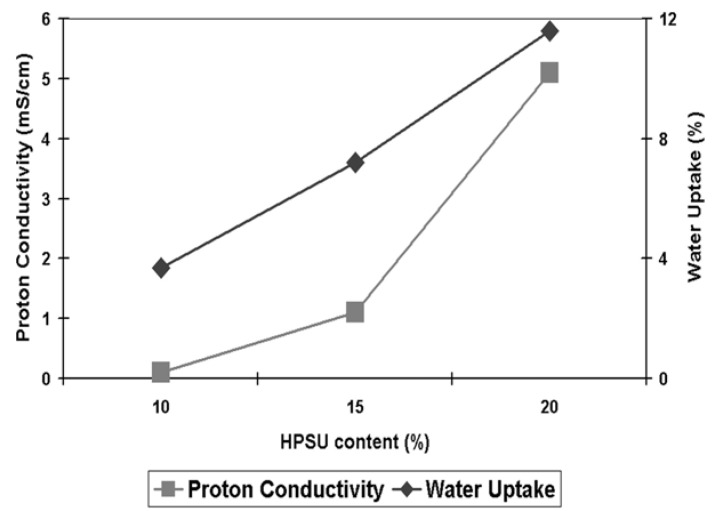 Proton Conductivity (mS/cm)
6
5
4
3
2
1
0
12
8
4
0
Water Uptake (%)
10 15 20
HPSU content (%)
Proton Conductivity Water Uptake